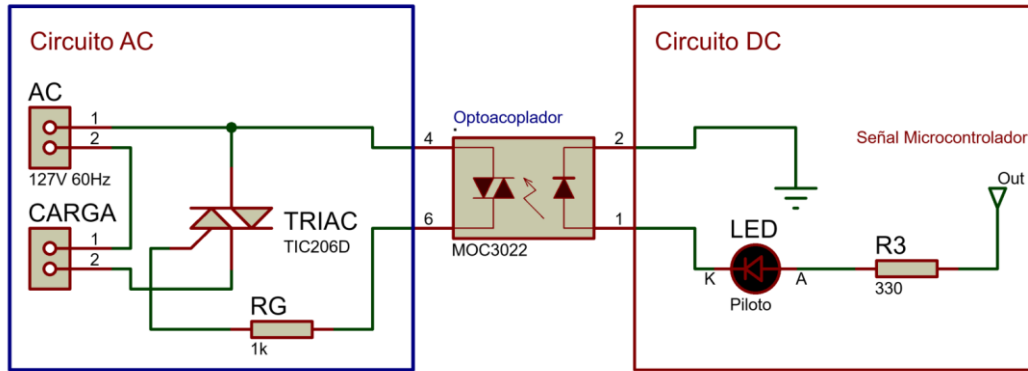 Circuito AC
AC
1
2
127V 60Hz
CARGA
1
2
TRIAC
TIC206D
RG
1k
Optoacoplador
4
6
2
1
MOC3022
Circuito DC
Señal Microcontrolador
Out
LED
K
A
Piloto
R3
330